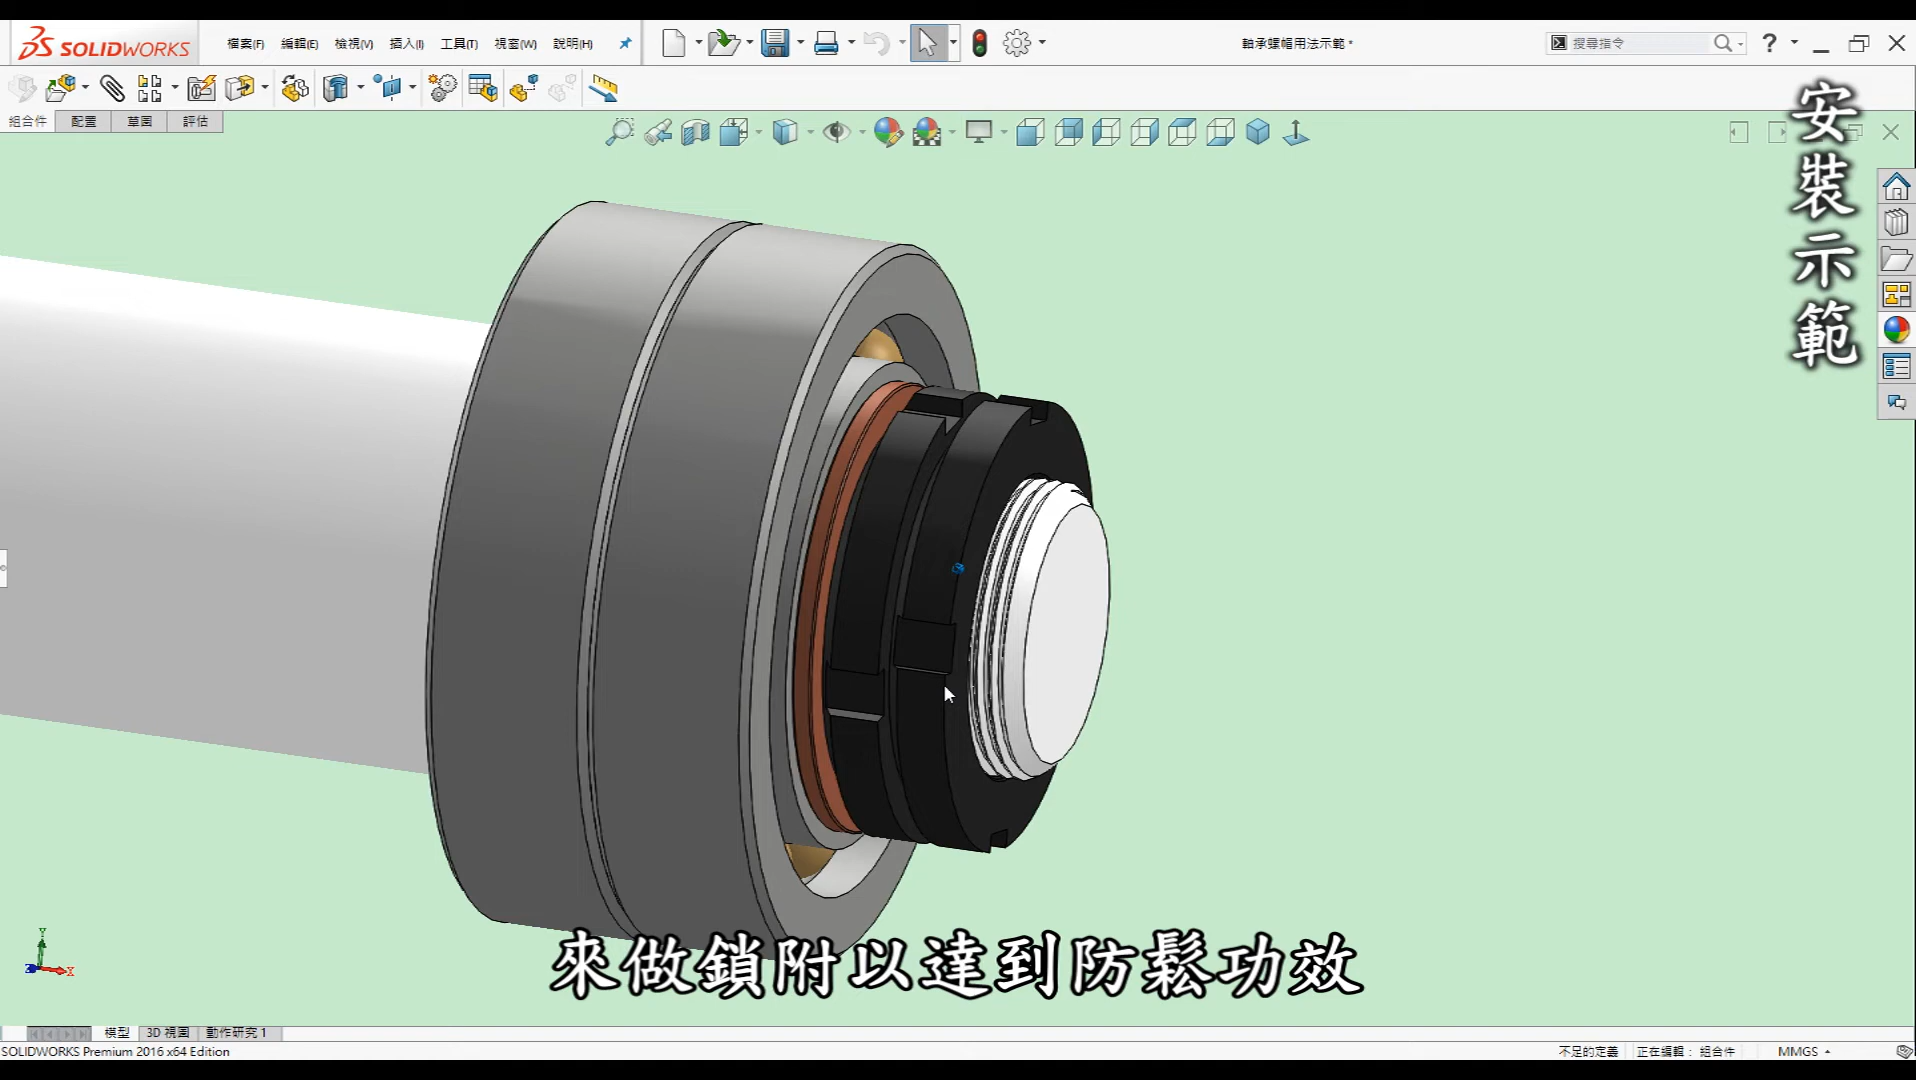 SOLIDWORKS
檔案(F) 編輯(E) 檢視(V) 插入(I) 工具(T) 視窗(W) 說明(H)
軸承螺帽用法示範 *
搜尋指令
組合件 配置 草圖 評估
安裝示範
Y
Z X
來做鎖附以達到防鬆功效
模型 3D 視圖 動作研究 1
SOLIDWORKS Premium 2016 x64 Edition
不足的定義 正在編輯： 組合件 MMGS